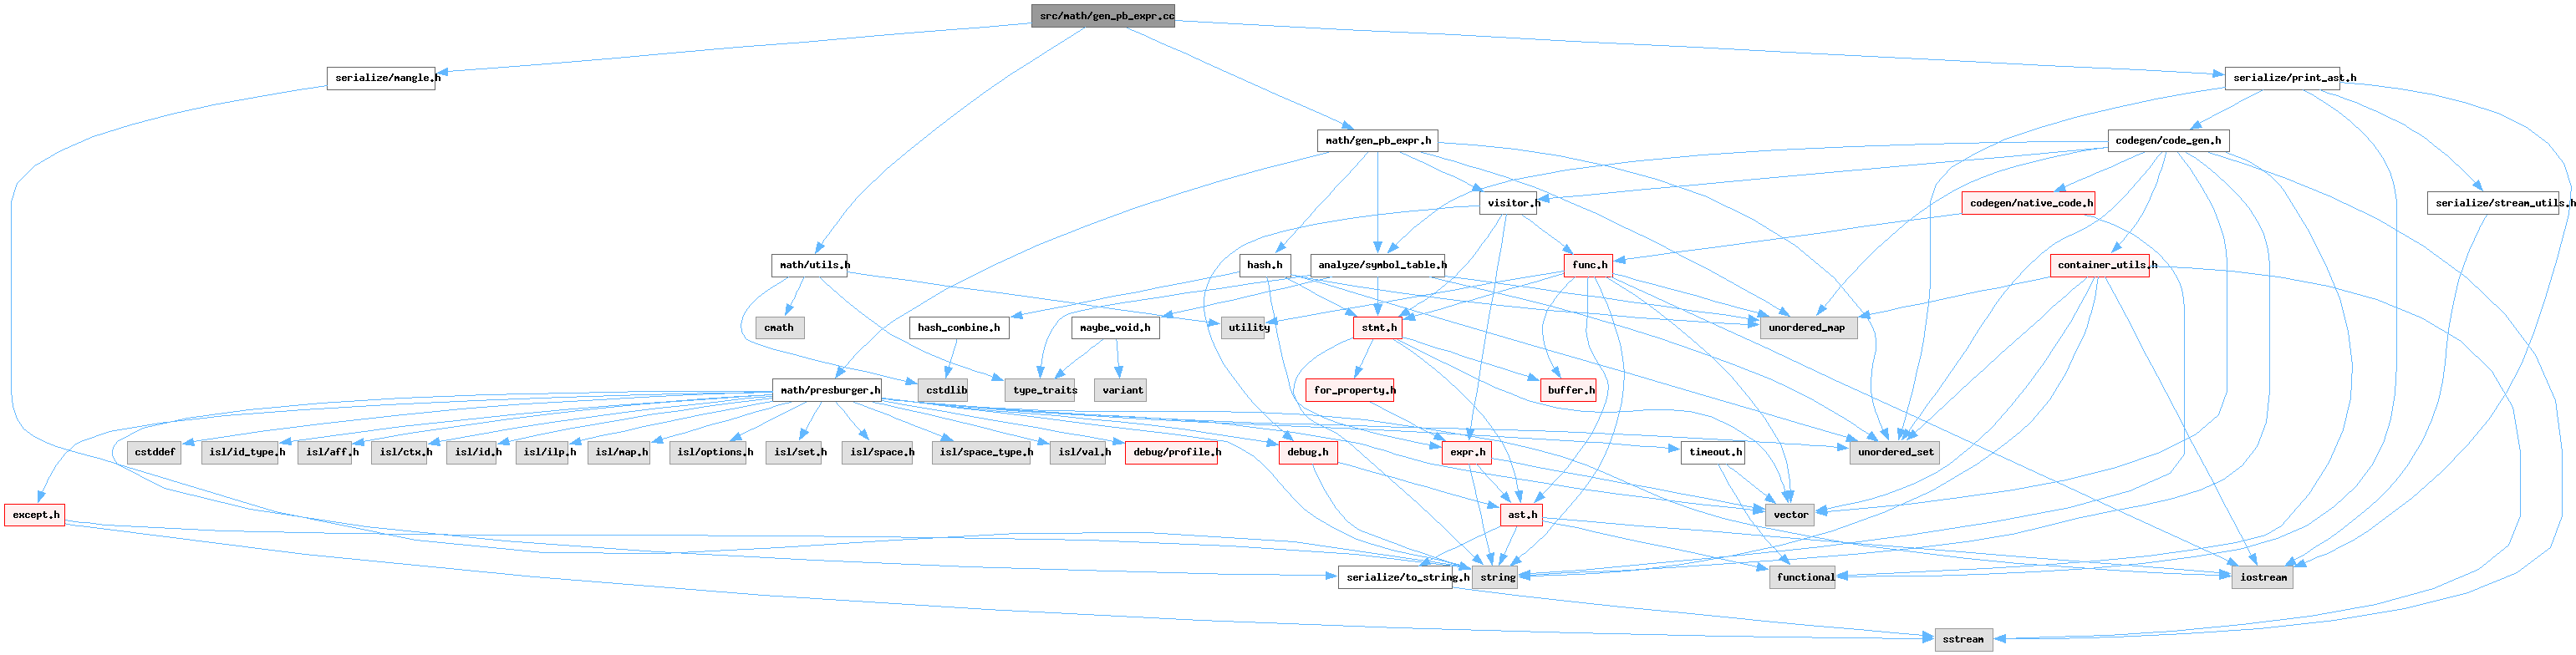 src/math/gen_pb_expr.cc
serialize/mangle.h
serialize/print_ast.h
math/gen_pb_expr.h
codegen/code_gen.h
visitor.h
codegen/native_code.h
serialize/stream_utils.h
math/utils.h
hash.h
analyze/symbol_table.h
func.h
container_utils.h
cmath
hash_combine.h
maybe_void.h
utility
stmt.h
unordered_map
math/presburger.h
cstdlib
type_traits
variant
for_property.h
buffer.h
cstddef
isl/id_type.h
isl/aff.h
isl/ctx.h
isl/id.h
isl/ilp.h
isl/map.h
isl/options.h
isl/set.h
isl/space.h
isl/space_type.h
isl/val.h
debug/profile.h
debug.h
expr.h
timeout.h
unordered_set
except.h
ast.h
vector
serialize/to_string.h
string
functional
iostream
sstream